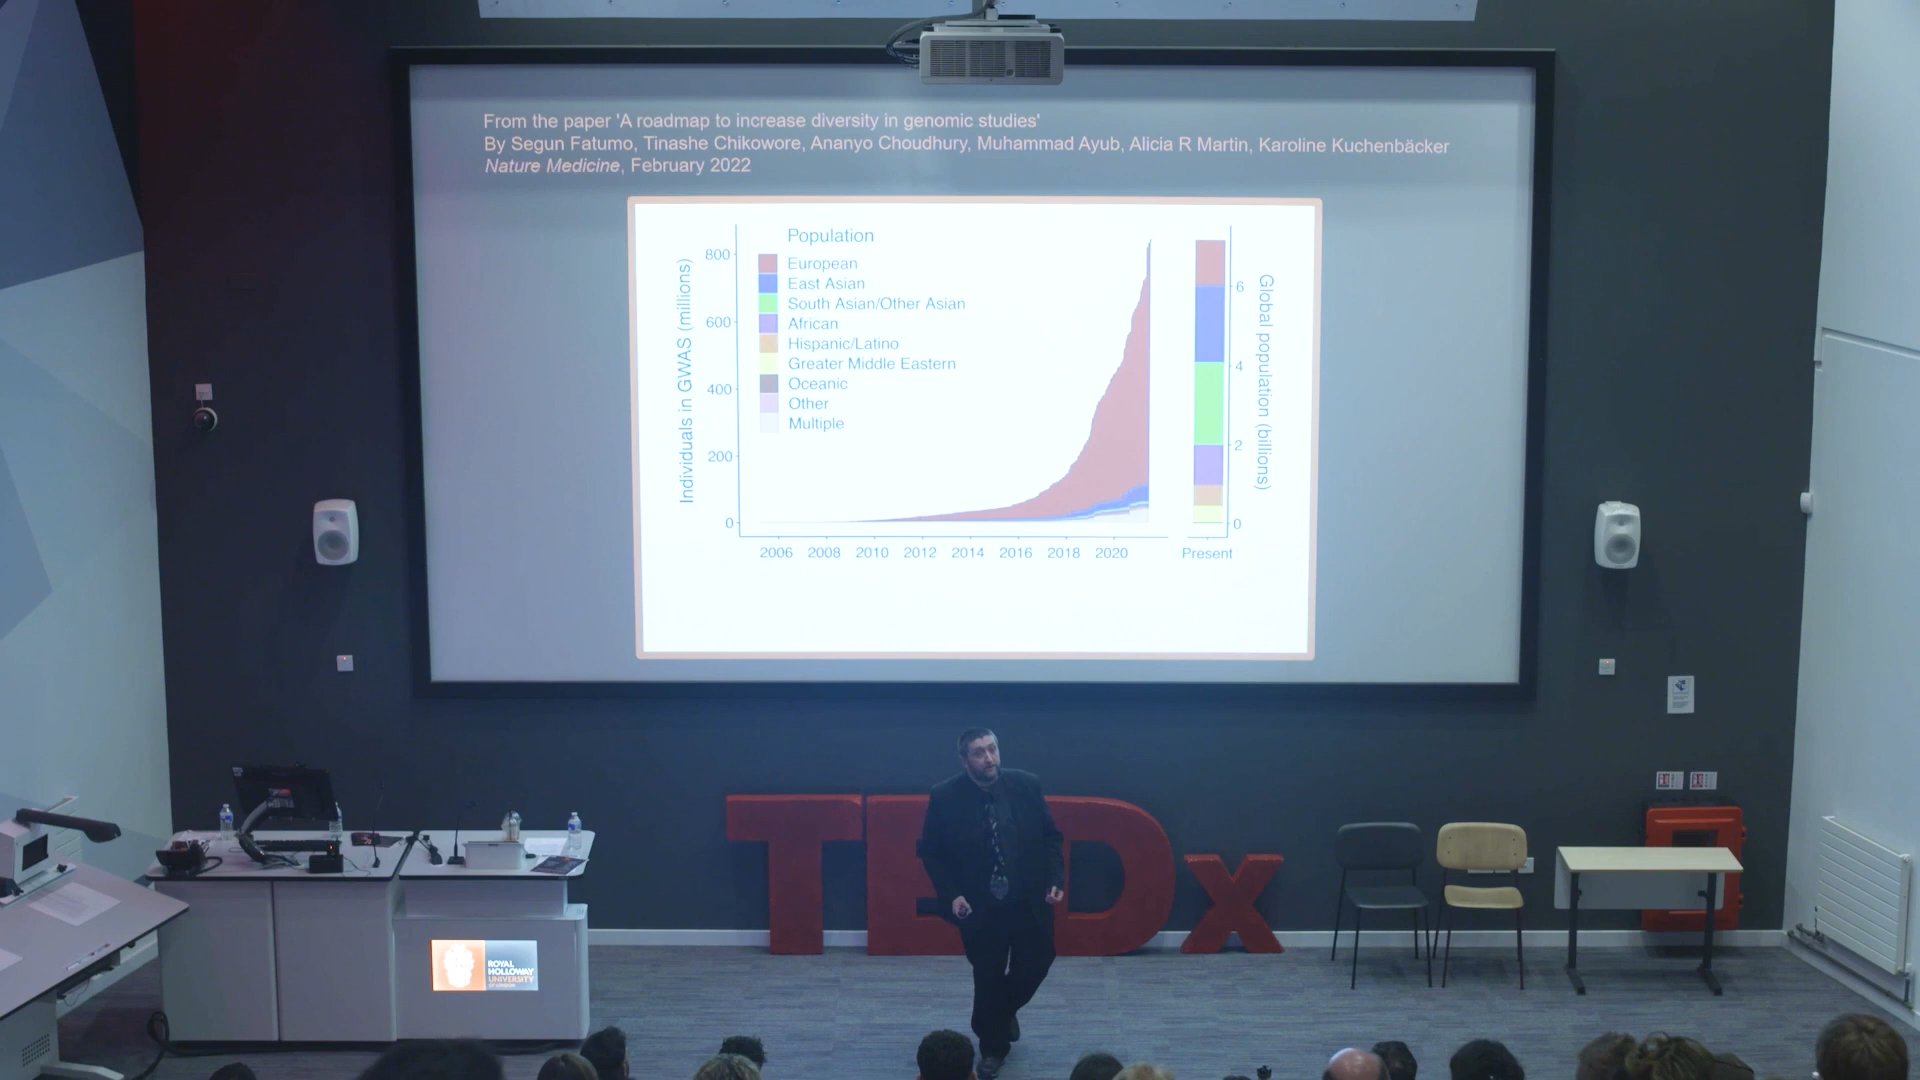 From the paper 'A roadmap to increase diversity in genomic studies'
By Segun Fatumo, Tinashe Chikowore, Ananyo Choudhury, Muhammad Ayub, Alicia R Martin, Karoline Kuchenbäcker
Nature Medicine, February 2022
Population
European
East Asian
South Asian/Other Asian
African
Hispanic/Latino
Greater Middle Eastern
Oceanic
Other
Multiple
Individuals in GWAS (millions)
800
600
400
200
0
2006 2008 2010 2012 2014 2016 2018 2020
6
4
2
0
Global population (billions)
Present
TEDx
ROYAL
HOLLOWAY
UNIVERSITY
OF LONDON